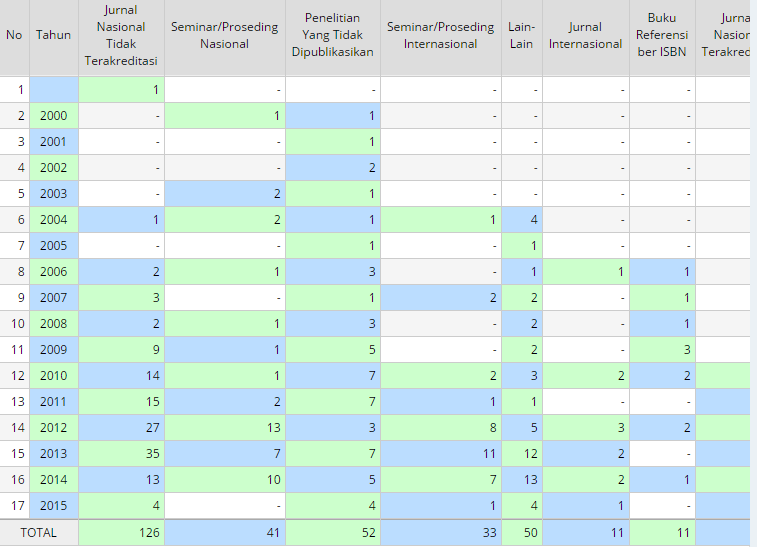 No Tahun Jurnal Nasional Tidak Terakreditasi Seminar/Proseding Nasional Penelitian Yang Tidak Dipublikasikan Seminar/Proseding Internasional Lain-Lain Jurnal Internasional Buku Referensi ber ISBN Jurna Nasior Terakred
1 1 - - - - - -
2 2000 - 1 1 - - - -
3 2001 - - 1 - - - -
4 2002 - - 2 - - - -
5 2003 - 2 1 - - - -
6 2004 1 2 1 1 4 - -
7 2005 - - 1 - 1 - -
8 2006 2 1 3 - 1 1 1
9 2007 3 - 1 2 2 - 1
10 2008 2 1 3 - 2 - 1
11 2009 9 1 5 - 2 - 3
12 2010 14 1 7 2 3 2 2
13 2011 15 2 7 1 1 - -
14 2012 27 13 3 8 5 3 2
15 2013 35 7 7 11 12 2 -
16 2014 13 10 5 7 13 2 1
17 2015 4 - 4 1 4 1 -
TOTAL 126 41 52 33 50 11 11